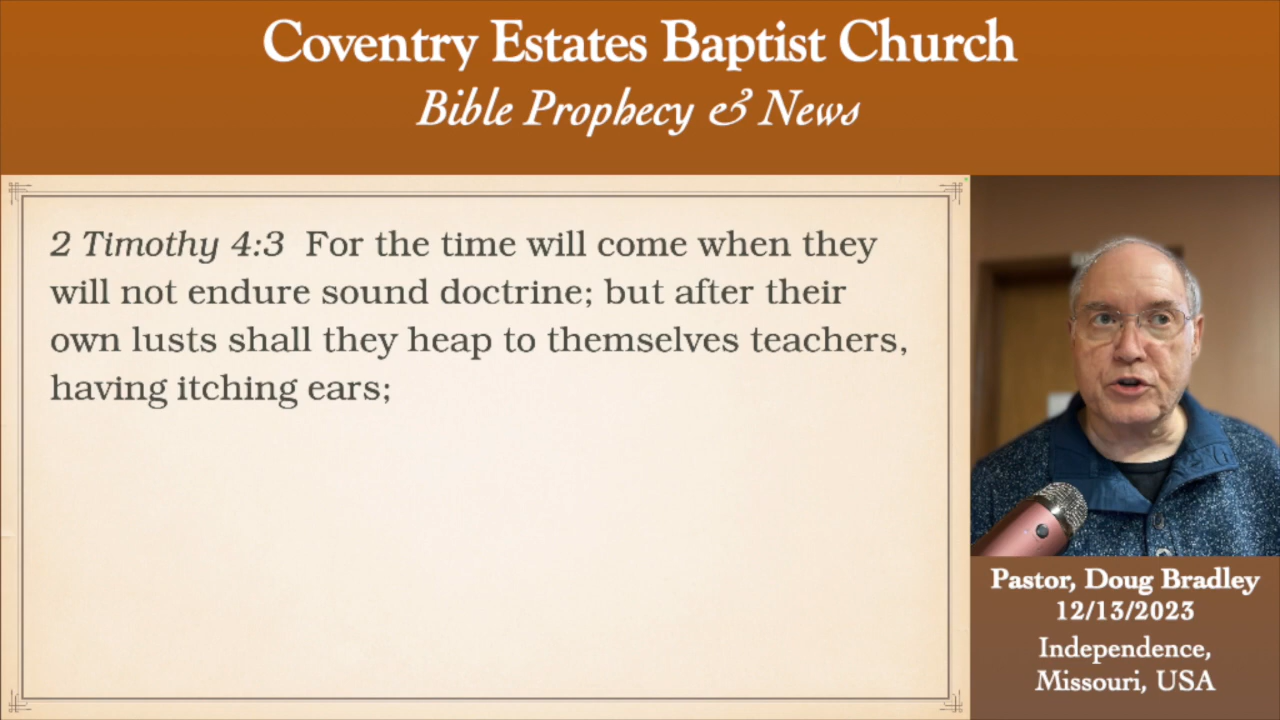 Coventry Estates Baptist Church
Bible Prophecy & News
2 Timothy 4:3 For the time will come when they
will not endure sound doctrine; but after their
own lusts shall they heap to themselves teachers,
having itching ears;
Pastor, Doug Bradley
12/13/2023
Independence,
Missouri, USA